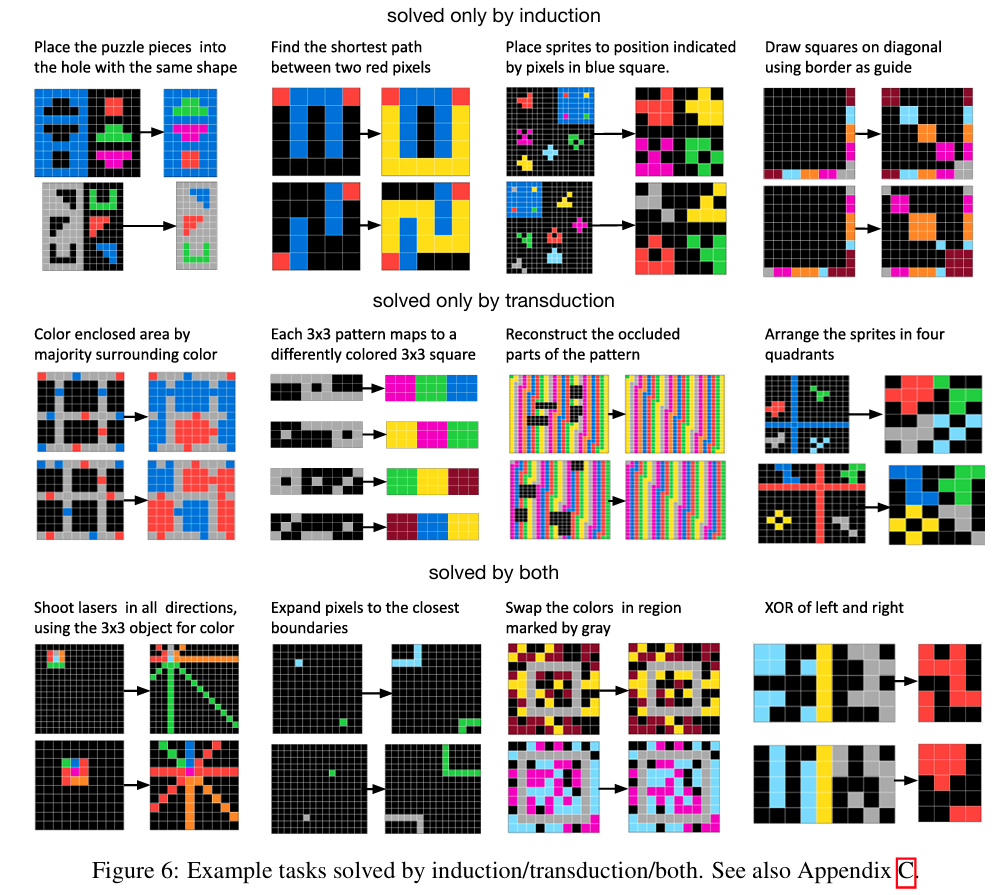 solved only by induction
Place the puzzle pieces into
the hole with the same shape
Find the shortest path
between two red pixels
Place sprites to position indicated
by pixels in blue square.
Draw squares on diagonal
using border as guide
solved only by transduction
Color enclosed area by
majority surrounding color
Each 3x3 pattern maps to a
differently colored 3x3 square
Reconstruct the occluded
parts of the pattern
Arrange the sprites in four
quadrants
solved by both
Shoot lasers in all directions,
using the 3x3 object for color
Expand pixels to the closest
boundaries
Swap the colors in region
marked by gray
XOR of left and right
Figure 6: Example tasks solved by induction/transduction/both. See also Appendix C.